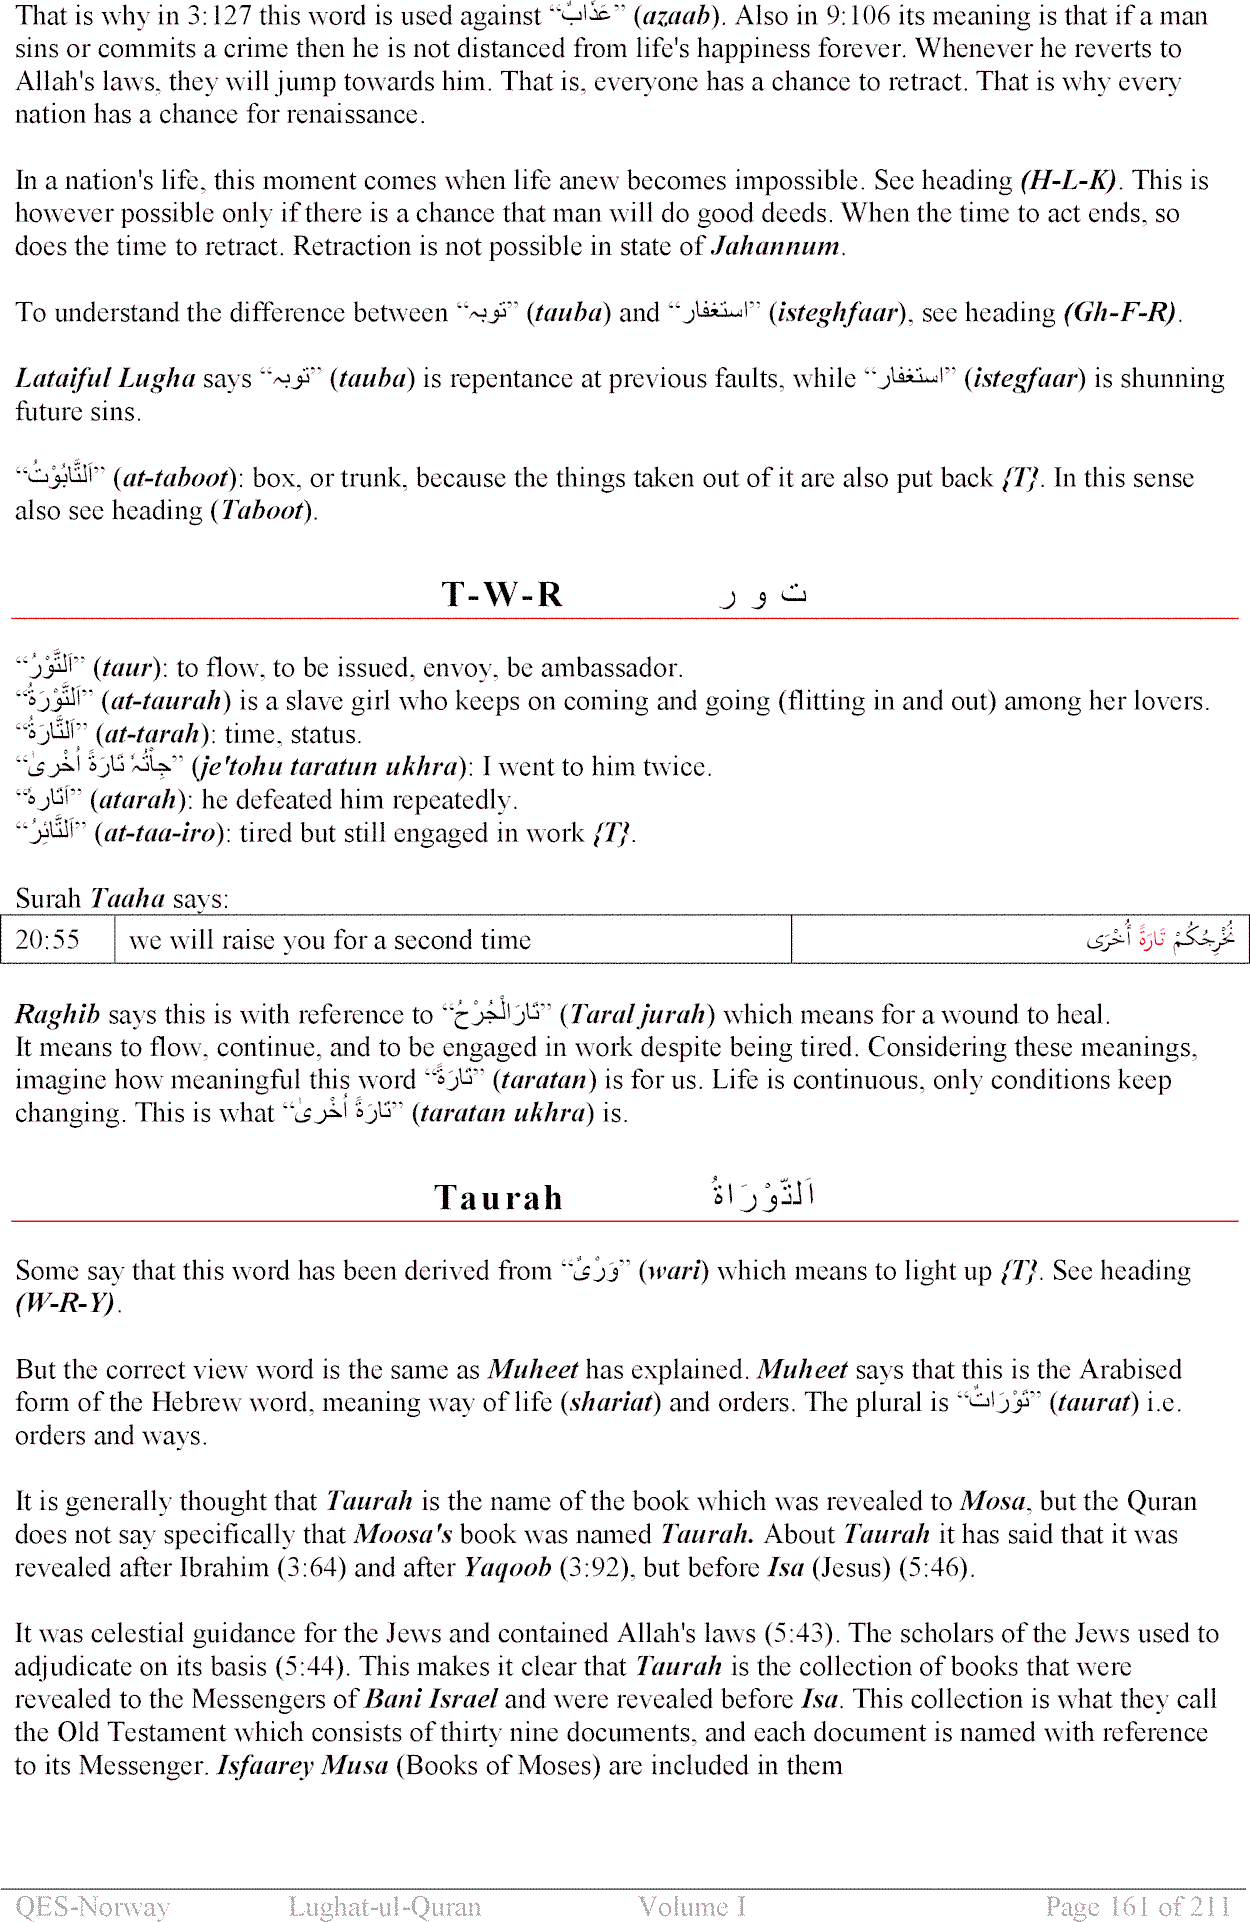 That is why in 3:127 this word is used against “عَذَابٌ” (azaab). Also in 9:106 its meaning is that if a man
sins or commits a crime then he is not distanced from life's happiness forever. Whenever he reverts to
Allah's laws, they will jump towards him. That is, everyone has a chance to retract. That is why every
nation has a chance for renaissance.
In a nation's life, this moment comes when life anew becomes impossible. See heading (H-L-K). This is
however possible only if there is a chance that man will do good deeds. When the time to act ends, so
does the time to retract. Retraction is not possible in state of Jahannum.
To understand the difference between “توبہ” (tauba) and “استغفار” (isteghfaar), see heading (Gh-F-R).
Lataiful Lugha says “توبہ” (tauba) is repentance at previous faults, while “استغفار” (istegfaar) is shunning
future sins.
“اَلتَّابُوْتُ” (at-taboot): box, or trunk, because the things taken out of it are also put back {T}. In this sense
also see heading (Taboot).
T-W-R ت و ر
“اَلتَّوْرُ” (taur): to flow, to be issued, envoy, be ambassador.
“اَلتَّوْرَةُ” (at-taurah) is a slave girl who keeps on coming and going (flitting in and out) among her lovers.
“اَلتَّارَةُ” (at-tarah): time, status.
“جِأْتُہٗ تَارَةً اُخْریٰ” (je'tohu taratun ukhra): I went to him twice.
“اَتَارہٗ” (atarah): he defeated him repeatedly.
“اَلتَّائِرُ” (at-taa-iro): tired but still engaged in work {T}.
Surah Taaha says:
20:55 we will raise you for a second time نُخْرِجُكُمْ تَارَةً أُخْرَى
Raghib says this is with reference to “تَارَالْجُرْحُ” (Taral jurah) which means for a wound to heal.
It means to flow, continue, and to be engaged in work despite being tired. Considering these meanings,
imagine how meaningful this word “تَارَةً” (taratan) is for us. Life is continuous, only conditions keep
changing. This is what “تَارَةً اُخْریٰ” (taratan ukhra) is.
Taurah اَلتَّوْرَاةُ
Some say that this word has been derived from “وَرْیٌ” (wari) which means to light up {T}. See heading
(W-R-Y).
But the correct view word is the same as Muheet has explained. Muheet says that this is the Arabised
form of the Hebrew word, meaning way of life (shariat) and orders. The plural is “تَوْرَاتٌ” (taurat) i.e.
orders and ways.
It is generally thought that Taurah is the name of the book which was revealed to Mosa, but the Quran
does not say specifically that Moosa's book was named Taurah. About Taurah it has said that it was
revealed after Ibrahim (3:64) and after Yaqoob (3:92), but before Isa (Jesus) (5:46).
It was celestial guidance for the Jews and contained Allah's laws (5:43). The scholars of the Jews used to
adjudicate on its basis (5:44). This makes it clear that Taurah is the collection of books that were
revealed to the Messengers of Bani Israel and were revealed before Isa. This collection is what they call
the Old Testament which consists of thirty nine documents, and each document is named with reference
to its Messenger. Isfaarey Musa (Books of Moses) are included in them
QES-Norway Lughat-ul-Quran Volume I Page 161 of 211